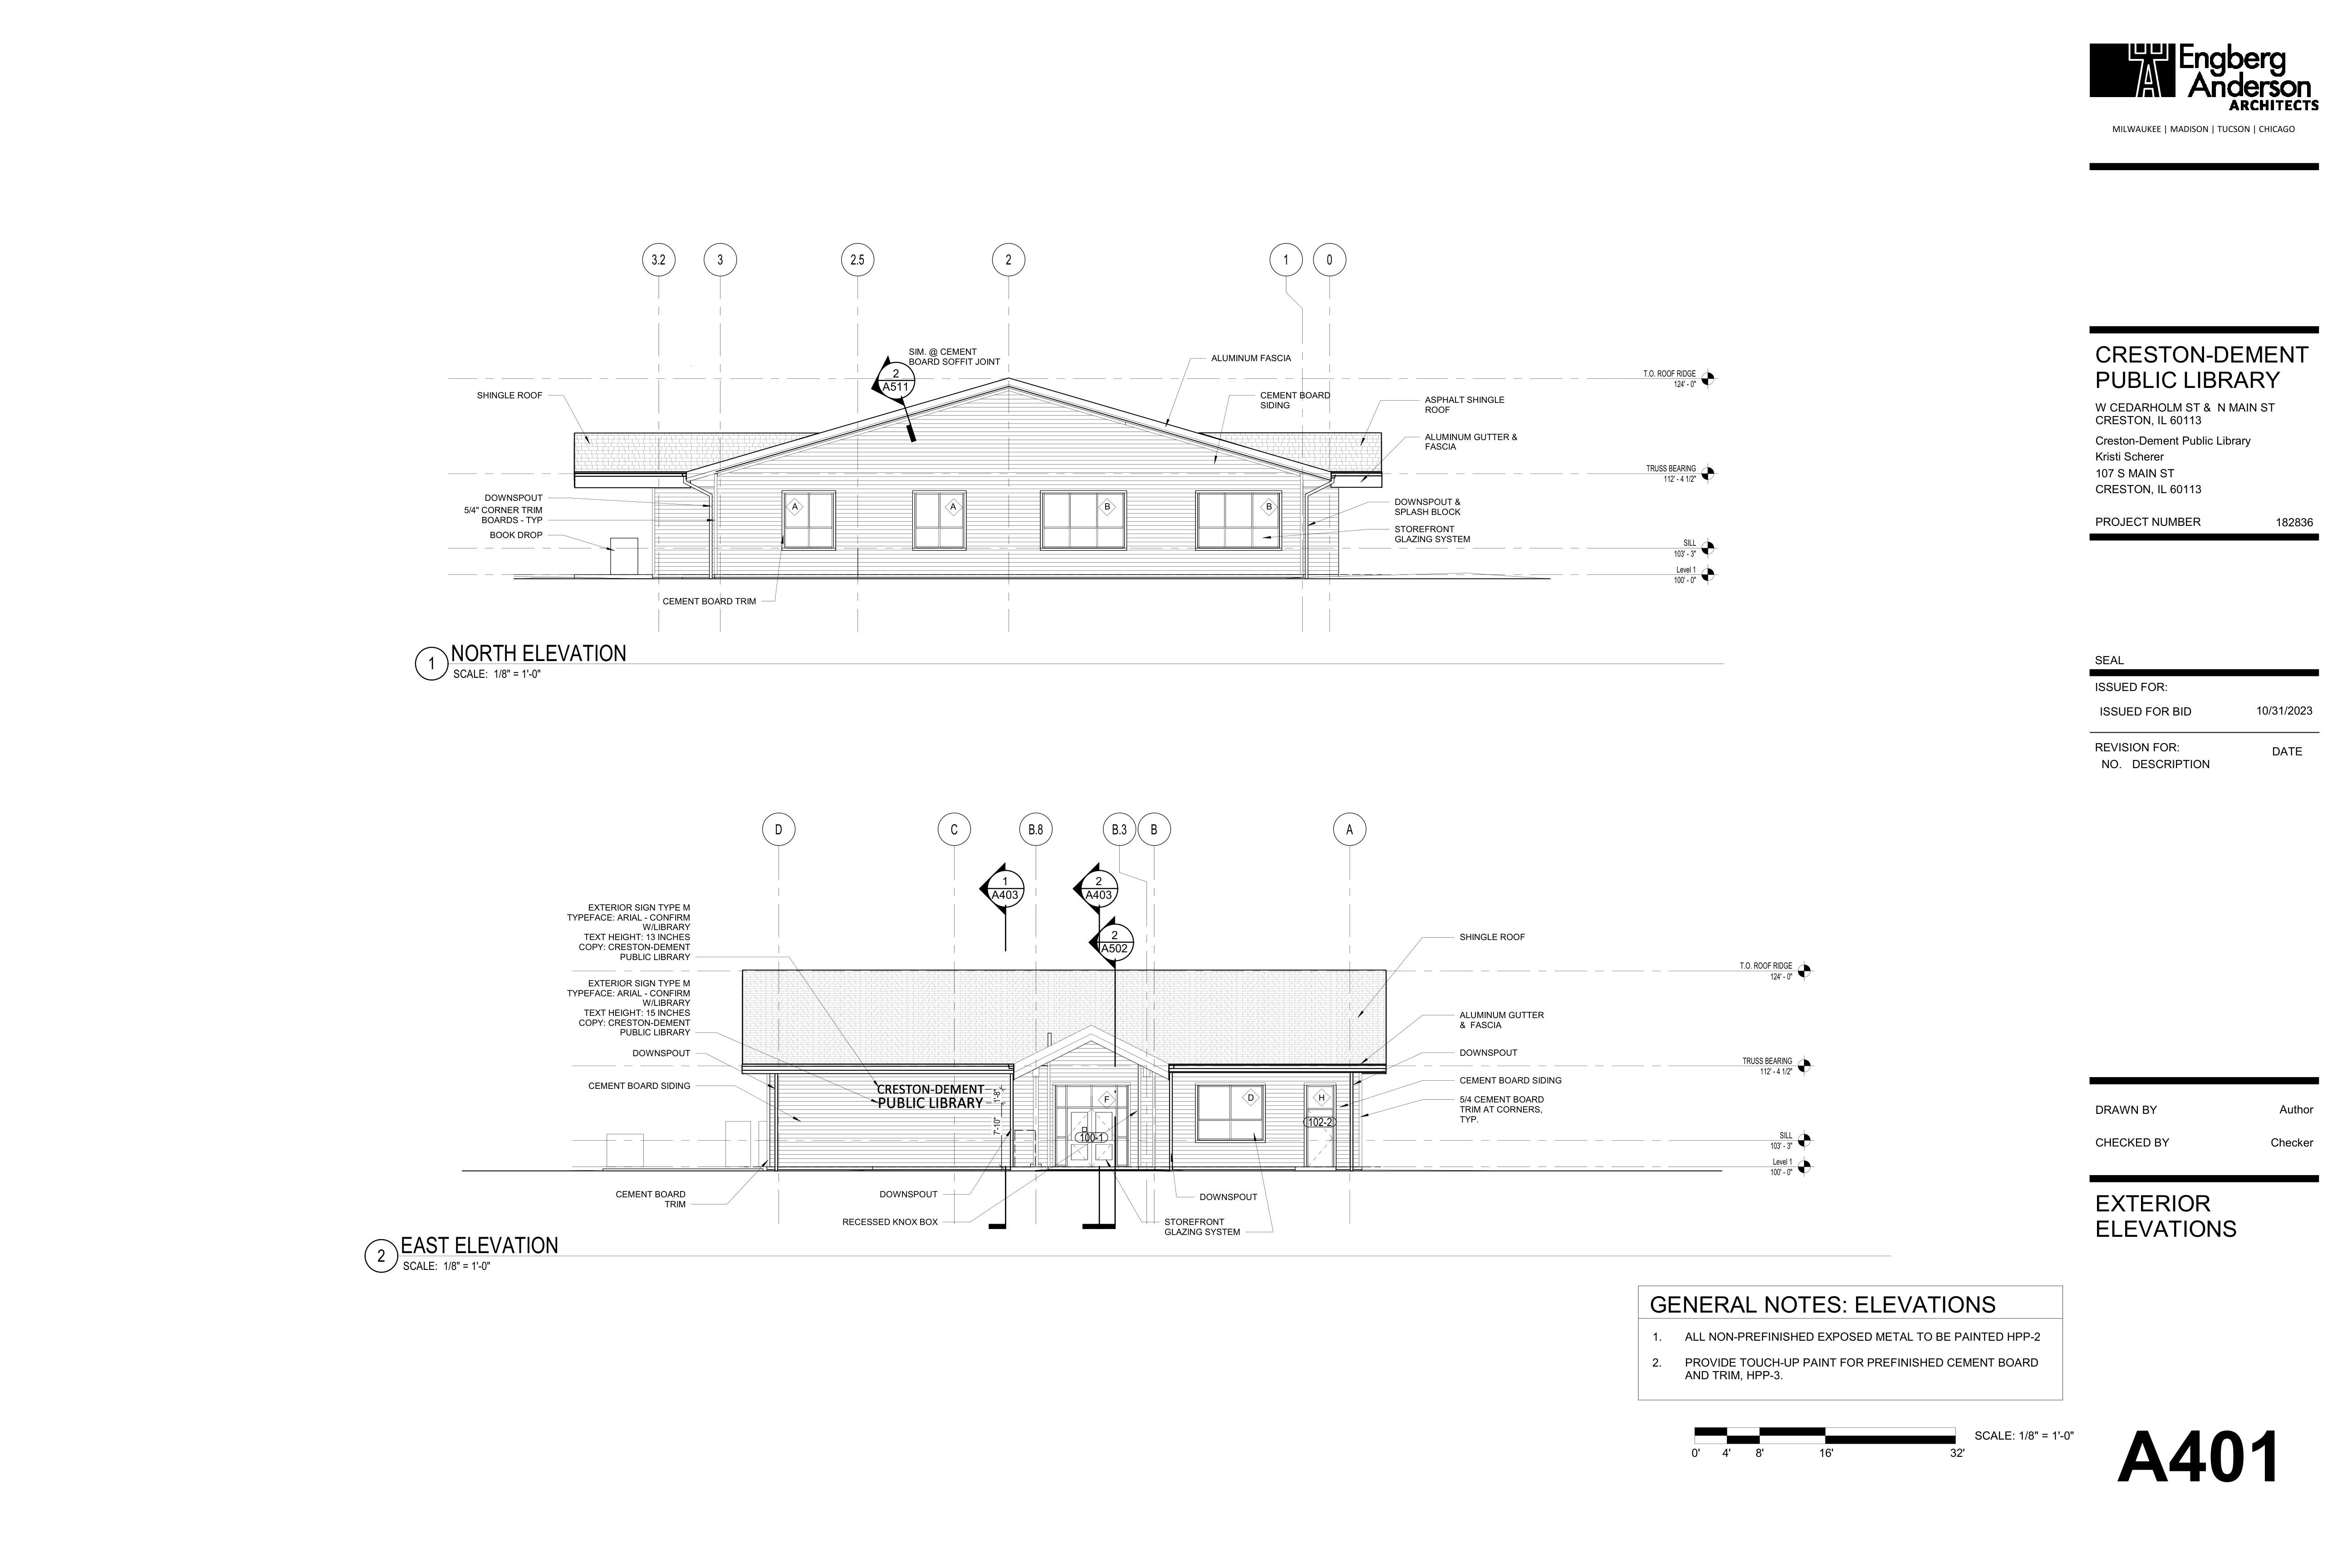 Engberg
Anderson
ARCHITECTS
MILWAUKEE | MADISON | TUCSON | CHICAGO
CRESTON-DEMENT
PUBLIC LIBRARY
W CEDARHOLM ST & N MAIN ST
CRESTON, IL 60113
Creston-Dement Public Library
Kristi Scherer
107 S MAIN ST
CRESTON, IL 60113
PROJECT NUMBER 182836
SEAL
ISSUED FOR:
ISSUED FOR BID 10/31/2023
REVISION FOR:
NO. DESCRIPTION DATE
DRAWN BY Author
CHECKED BY Checker
EXTERIOR
ELEVATIONS
A401
3.2 3 2.5 2 1 0
SIM. @ CEMENT
BOARD SOFFIT JOINT
2
A511
SHINGLE ROOF
DOWNSPOUT
5/4" CORNER TRIM
BOARDS - TYP
BOOK DROP
CEMENT BOARD TRIM
A A B B
ALUMINUM FASCIA
CEMENT BOARD
SIDING
ASPHALT SHINGLE
ROOF
ALUMINUM GUTTER &
FASCIA
DOWNSPOUT &
SPLASH BLOCK
STOREFRONT
GLAZING SYSTEM
T.O. ROOF RIDGE
124' - 0"
TRUSS BEARING
112' - 4 1/2"
SILL
103' - 3"
Level 1
100' - 0"
1 NORTH ELEVATION
SCALE: 1/8" = 1'-0"
D C B.8 B.3 B A
1
A403
2
A403
2
A502
EXTERIOR SIGN TYPE M
TYPEFACE: ARIAL - CONFIRM
W/LIBRARY
TEXT HEIGHT: 13 INCHES
COPY: CRESTON-DEMENT
PUBLIC LIBRARY
EXTERIOR SIGN TYPE M
TYPEFACE: ARIAL - CONFIRM
W/LIBRARY
TEXT HEIGHT: 15 INCHES
COPY: CRESTON-DEMENT
PUBLIC LIBRARY
DOWNSPOUT
CEMENT BOARD SIDING
CEMENT BOARD
TRIM
CRESTON-DEMENT
PUBLIC LIBRARY
1'-8"
7'-10"
F
100-1
D
H
102-2
DOWNSPOUT
RECESSED KNOX BOX
DOWNSPOUT
STOREFRONT
GLAZING SYSTEM
SHINGLE ROOF
ALUMINUM GUTTER
& FASCIA
DOWNSPOUT
CEMENT BOARD SIDING
5/4 CEMENT BOARD
TRIM AT CORNERS,
TYP.
T.O. ROOF RIDGE
124' - 0"
TRUSS BEARING
112' - 4 1/2"
SILL
103' - 3"
Level 1
100' - 0"
2 EAST ELEVATION
SCALE: 1/8" = 1'-0"
GENERAL NOTES: ELEVATIONS
1. ALL NON-PREFINISHED EXPOSED METAL TO BE PAINTED HPP-2
2. PROVIDE TOUCH-UP PAINT FOR PREFINISHED CEMENT BOARD
AND TRIM, HPP-3.
0' 4' 8' 16' 32'
SCALE: 1/8" = 1'-0"